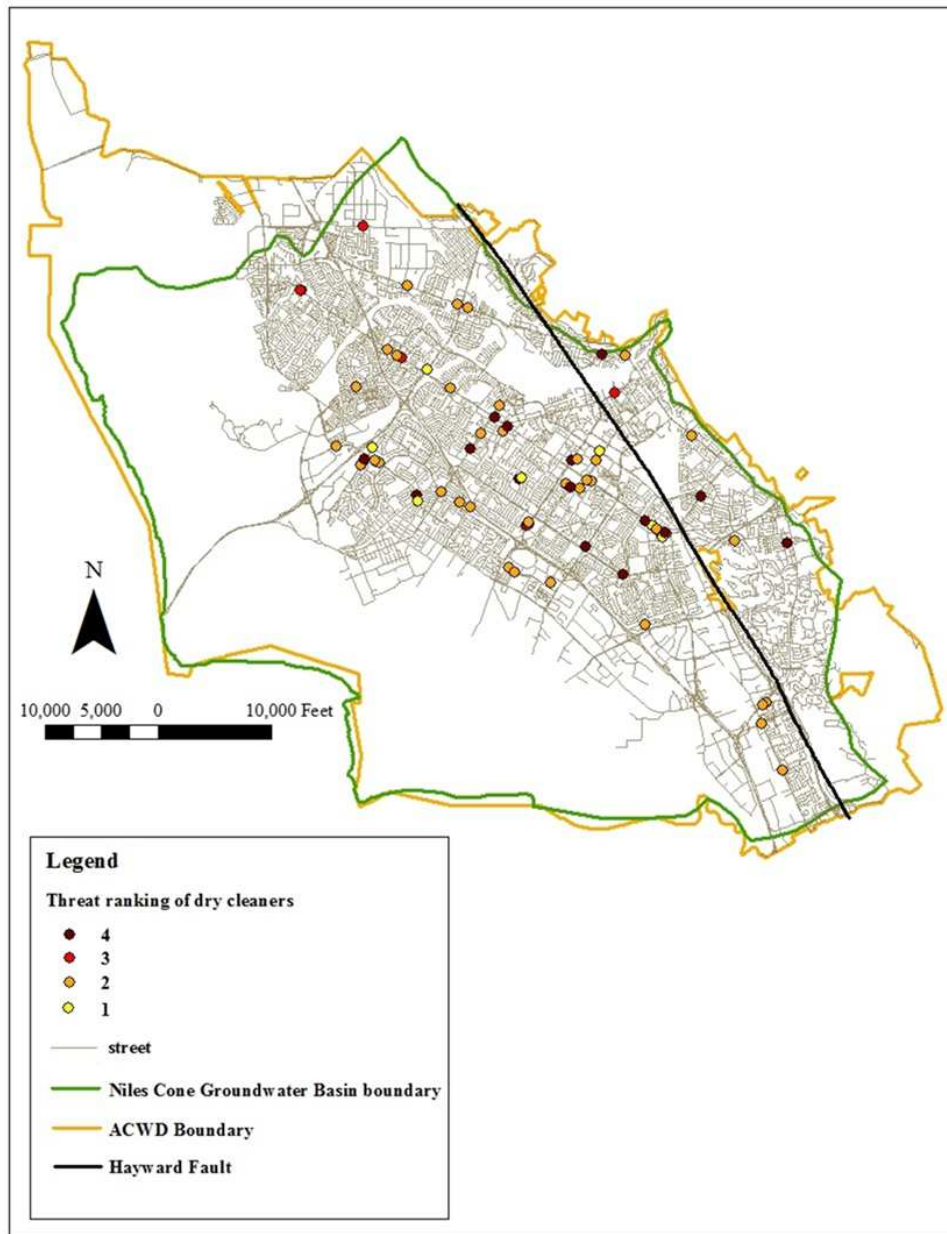 N
10,000 5,000 0 10,000 Feet
Legend
Threat ranking of dry cleaners
4
3
2
1
street
Niles Cone Groundwater Basin boundary
ACWD Boundary
Hayward Fault